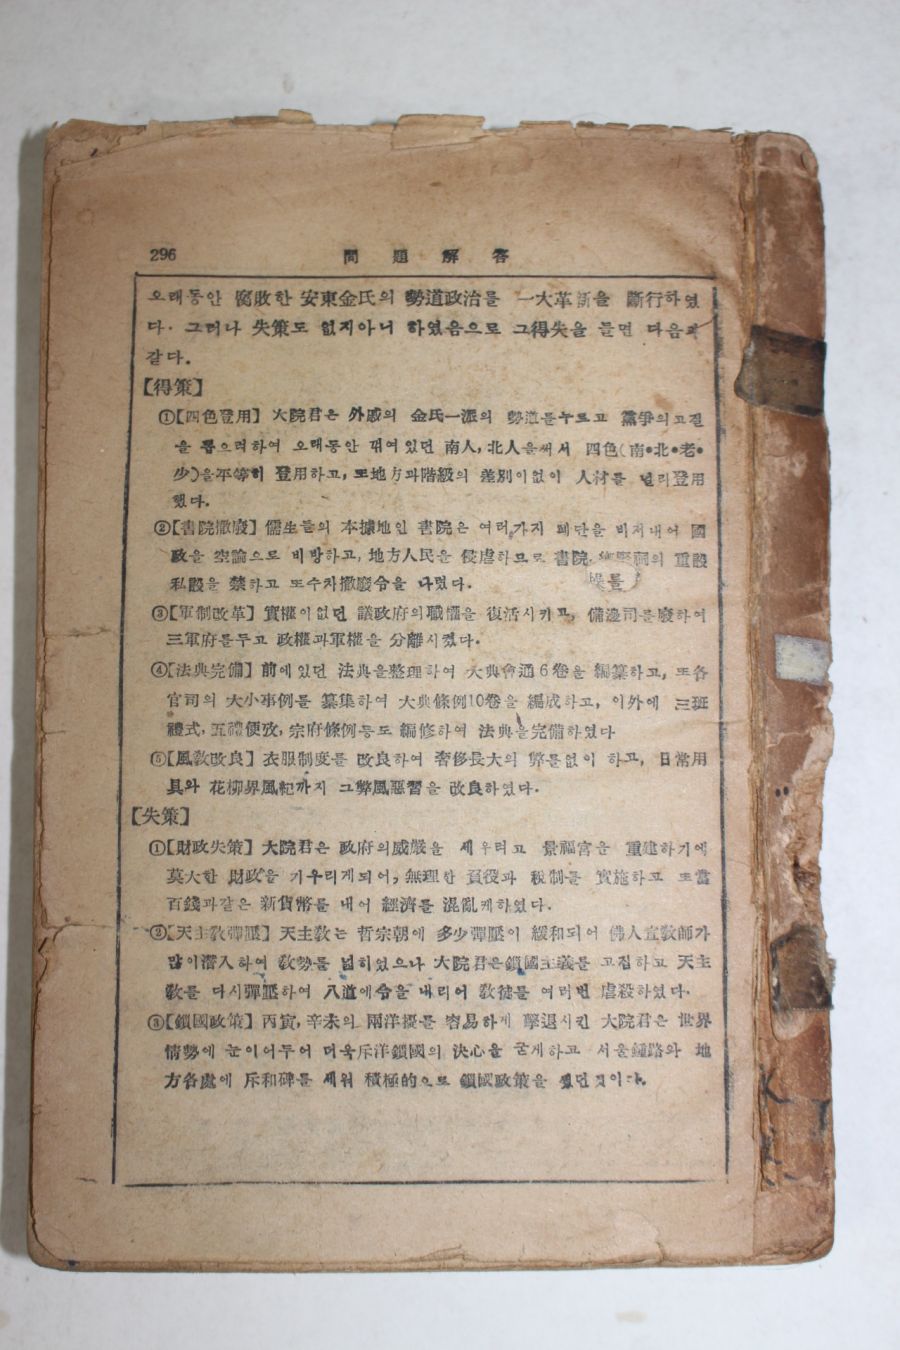 296
問題解答
오래동안 腐敗한 安東金氏의 勢道政治를 一大革新을 斷行하였
다. 그러나 失策도 없지아니 하였음으로 그得失을 들면 다음과
같다.
【得策】
①【四色登用】 大院君은 外戚의 金氏一派의 勢道를누르고 黨爭의고질
을 뽑으려하여 오래동안 꺾여있던 南人, 北人을써서 四色(南•北•老•
少)을平等히 登用하고, 또地方과階級의 差別이없이 人材를 널리登用
했다.
②【書院撤廢】 儒生들의 本據地인 書院은 여러가지 폐단을 비저내어 國
政을 空論으로 비방하고, 地方人民을 侵虐하므로 書院, 의 重設
私設을 禁하고 또수차撤廢令을 나렸다.
③【軍制改革】 實權이없던 議政府의職權을 復活시키고, 備邊司를廢하여
三軍府를두고 政權과軍權을 分離시켰다.
④【法典完備】 前에있던 法典을整理하여 大典會通6卷을 編纂하고, 또各
官司의 大小事例를 纂集하여 大典條例10卷을 編成하고, 이外에 三班
禮式, 五禮便攷, 宗府條例등도 編修하여 法典을完備하였다
⑤【風敎改良】 衣服制度를 改良하여 奢侈長大의 弊를없이 하고, 日常用
具와 花柳界風紀까지 그弊風惡習을 改良하였다.
【失策】
①【財政失策】 大院君은 政府의威嚴을 세우려고 景福宮을 重建하기에
莫大한 財政을 기우리게되어, 無理한 賦役과 稅制를 實施하고 또當
百錢과같은 新貨幣를 내어 經濟를 混亂케하였다.
②【天主敎彈壓】 天主敎는 哲宗朝에 多少彈壓이 緩和되어 佛人宣敎師가
많이潛入하여 敎勢를 넓히었으나 大院君은鎖國主義를 고집하고 天主
敎를 다시彈壓하여 八道에令을 내리어 敎徒를 여러번 虐殺하였다.
③【鎖國政策】 丙寅, 辛未의 兩洋擾를 容易하게 擊退시킨 大院君은 世界
情勢에 눈이어두어 더욱斥洋鎖國의 決心을 굳게하고 서울鍾路와 地
方各處에 斥和碑를 세워 積極的으로 鎖國政策을 썼던것이다.